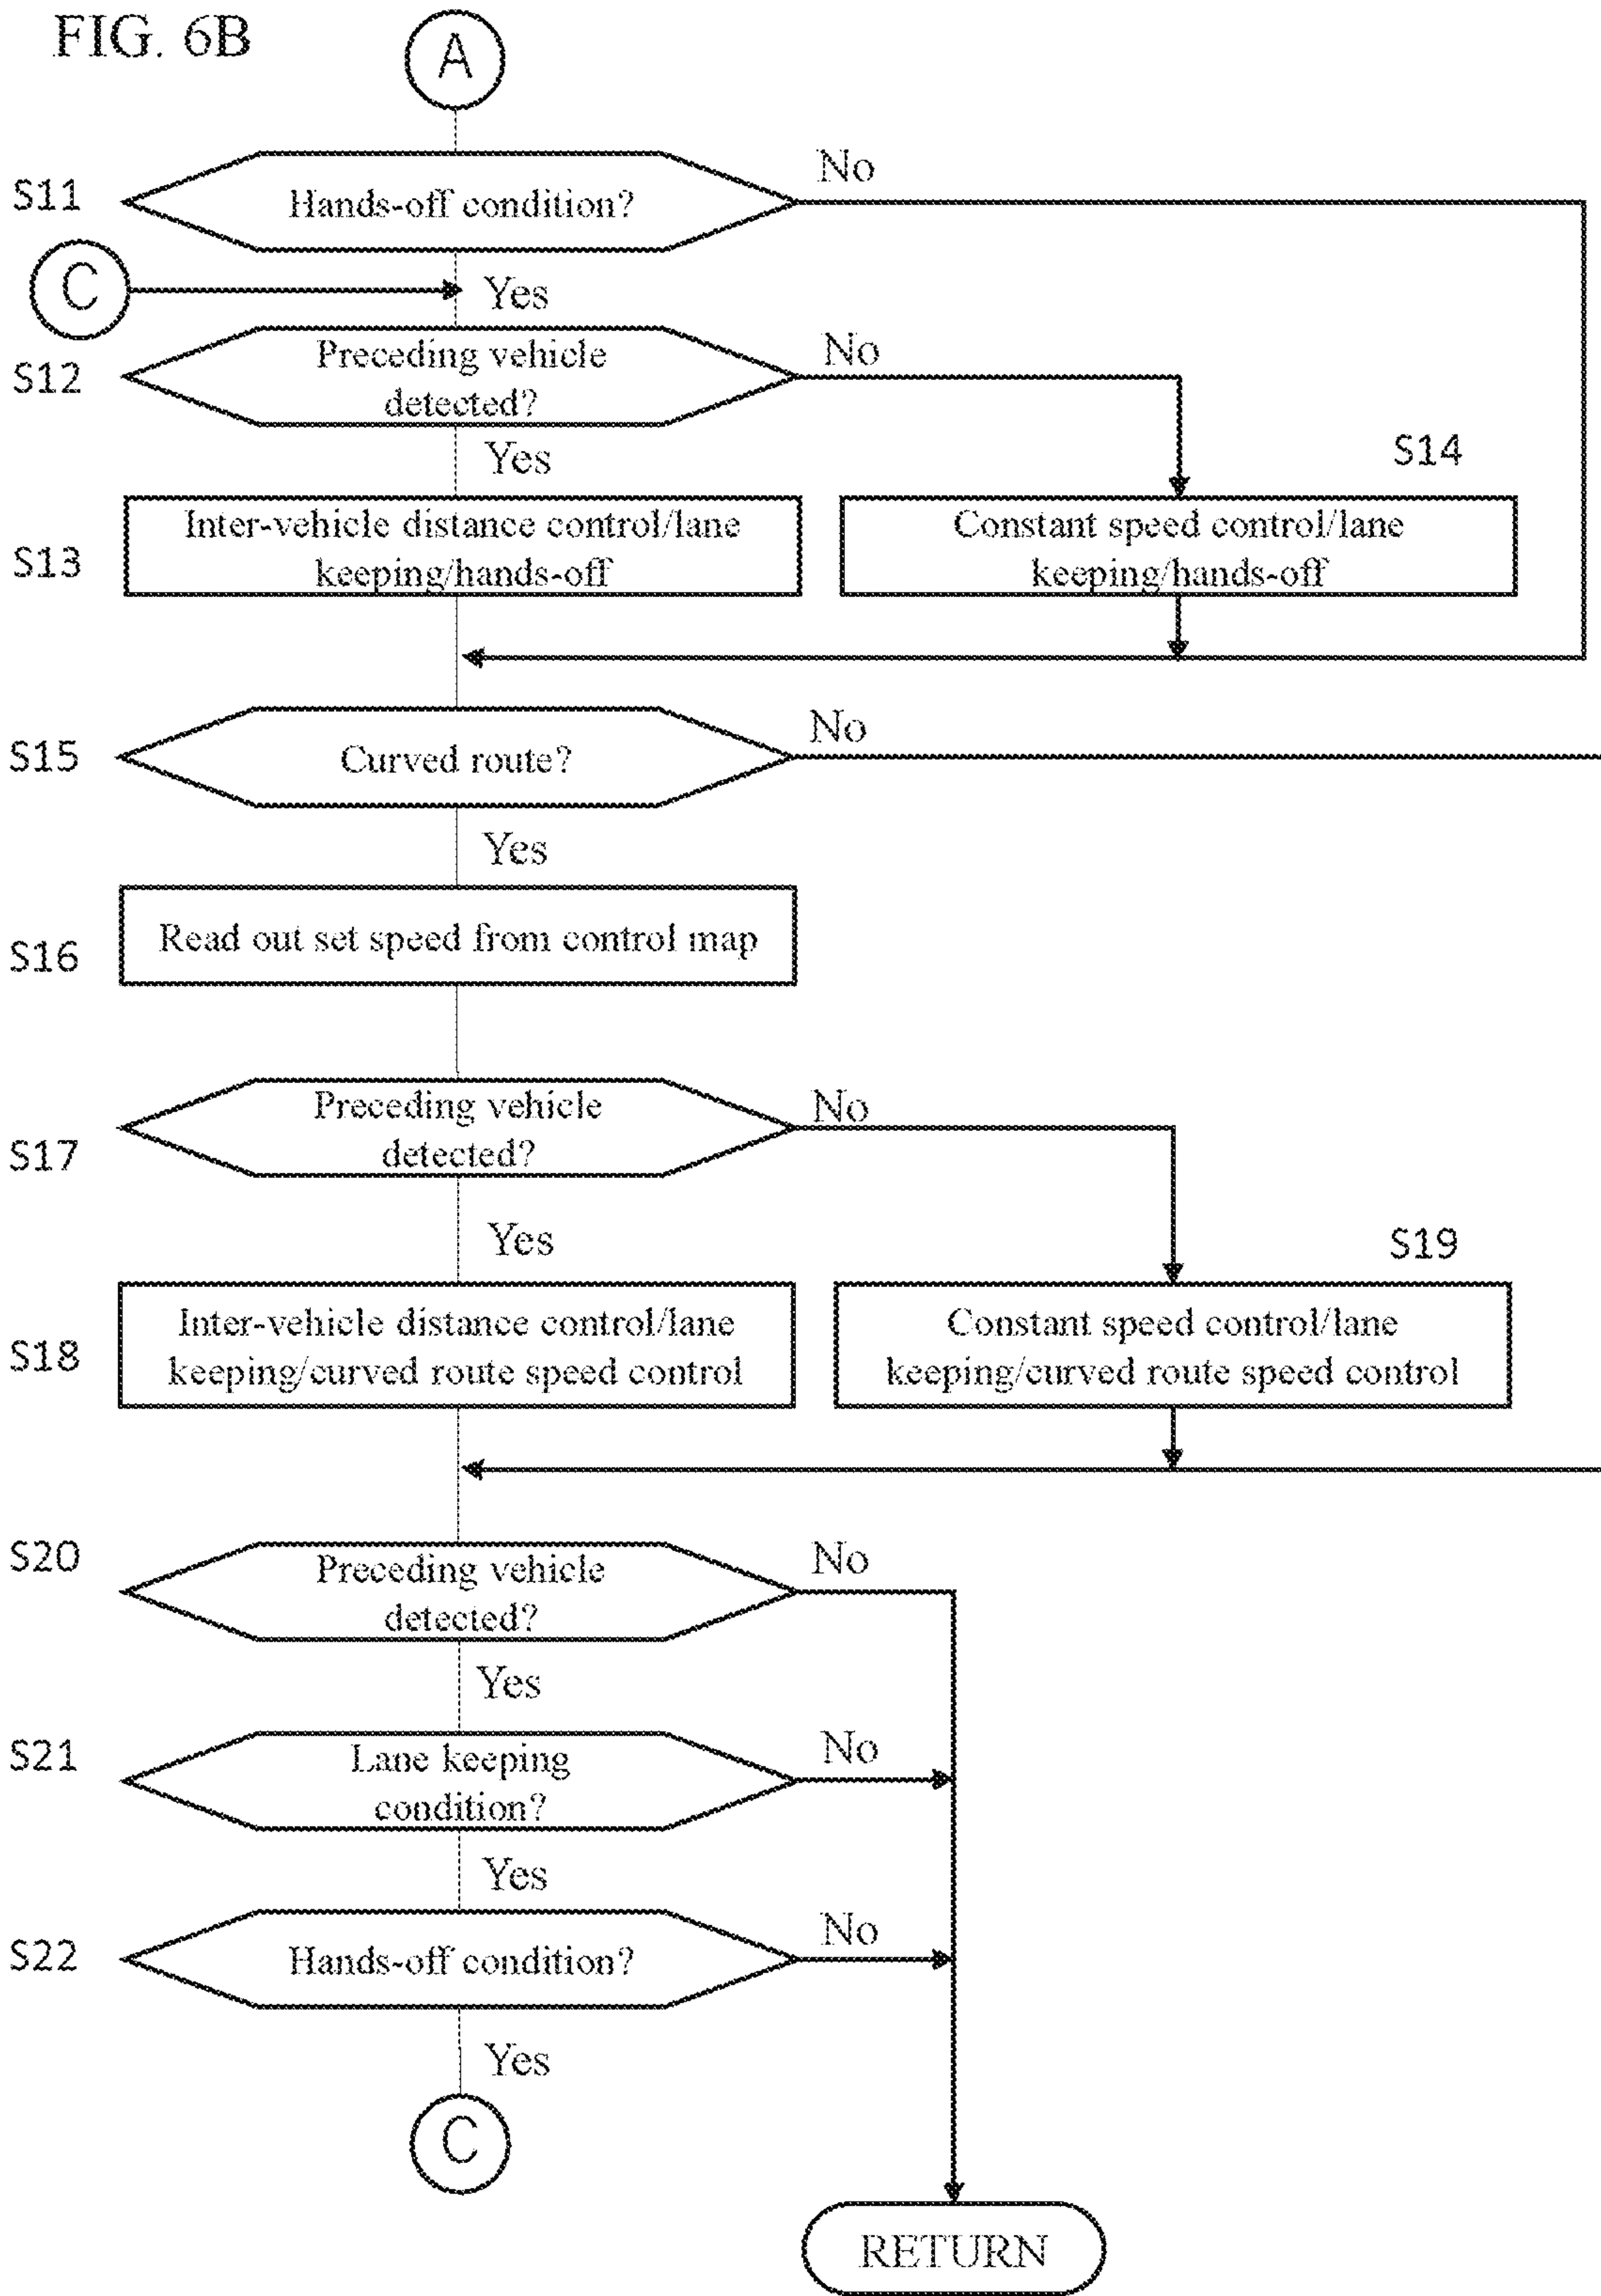 FIG. 6B
A
S11
Hands-off condition?
No
C
Yes
S12
Preceding vehicle
detected?
No
Yes
S14
S13
Inter-vehicle distance control/lane
keeping/hands-off
Constant speed control/lane
keeping/hands-off
S15
Curved route?
No
Yes
S16
Read out set speed from control map
S17
Preceding vehicle
detected?
No
Yes
S19
S18
Inter-vehicle distance control/lane
keeping/curved route speed control
Constant speed control/lane
keeping/curved route speed control
S20
Preceding vehicle
detected?
No
Yes
S21
Lane keeping
condition?
No
Yes
S22
Hands-off condition?
No
Yes
C
RETURN